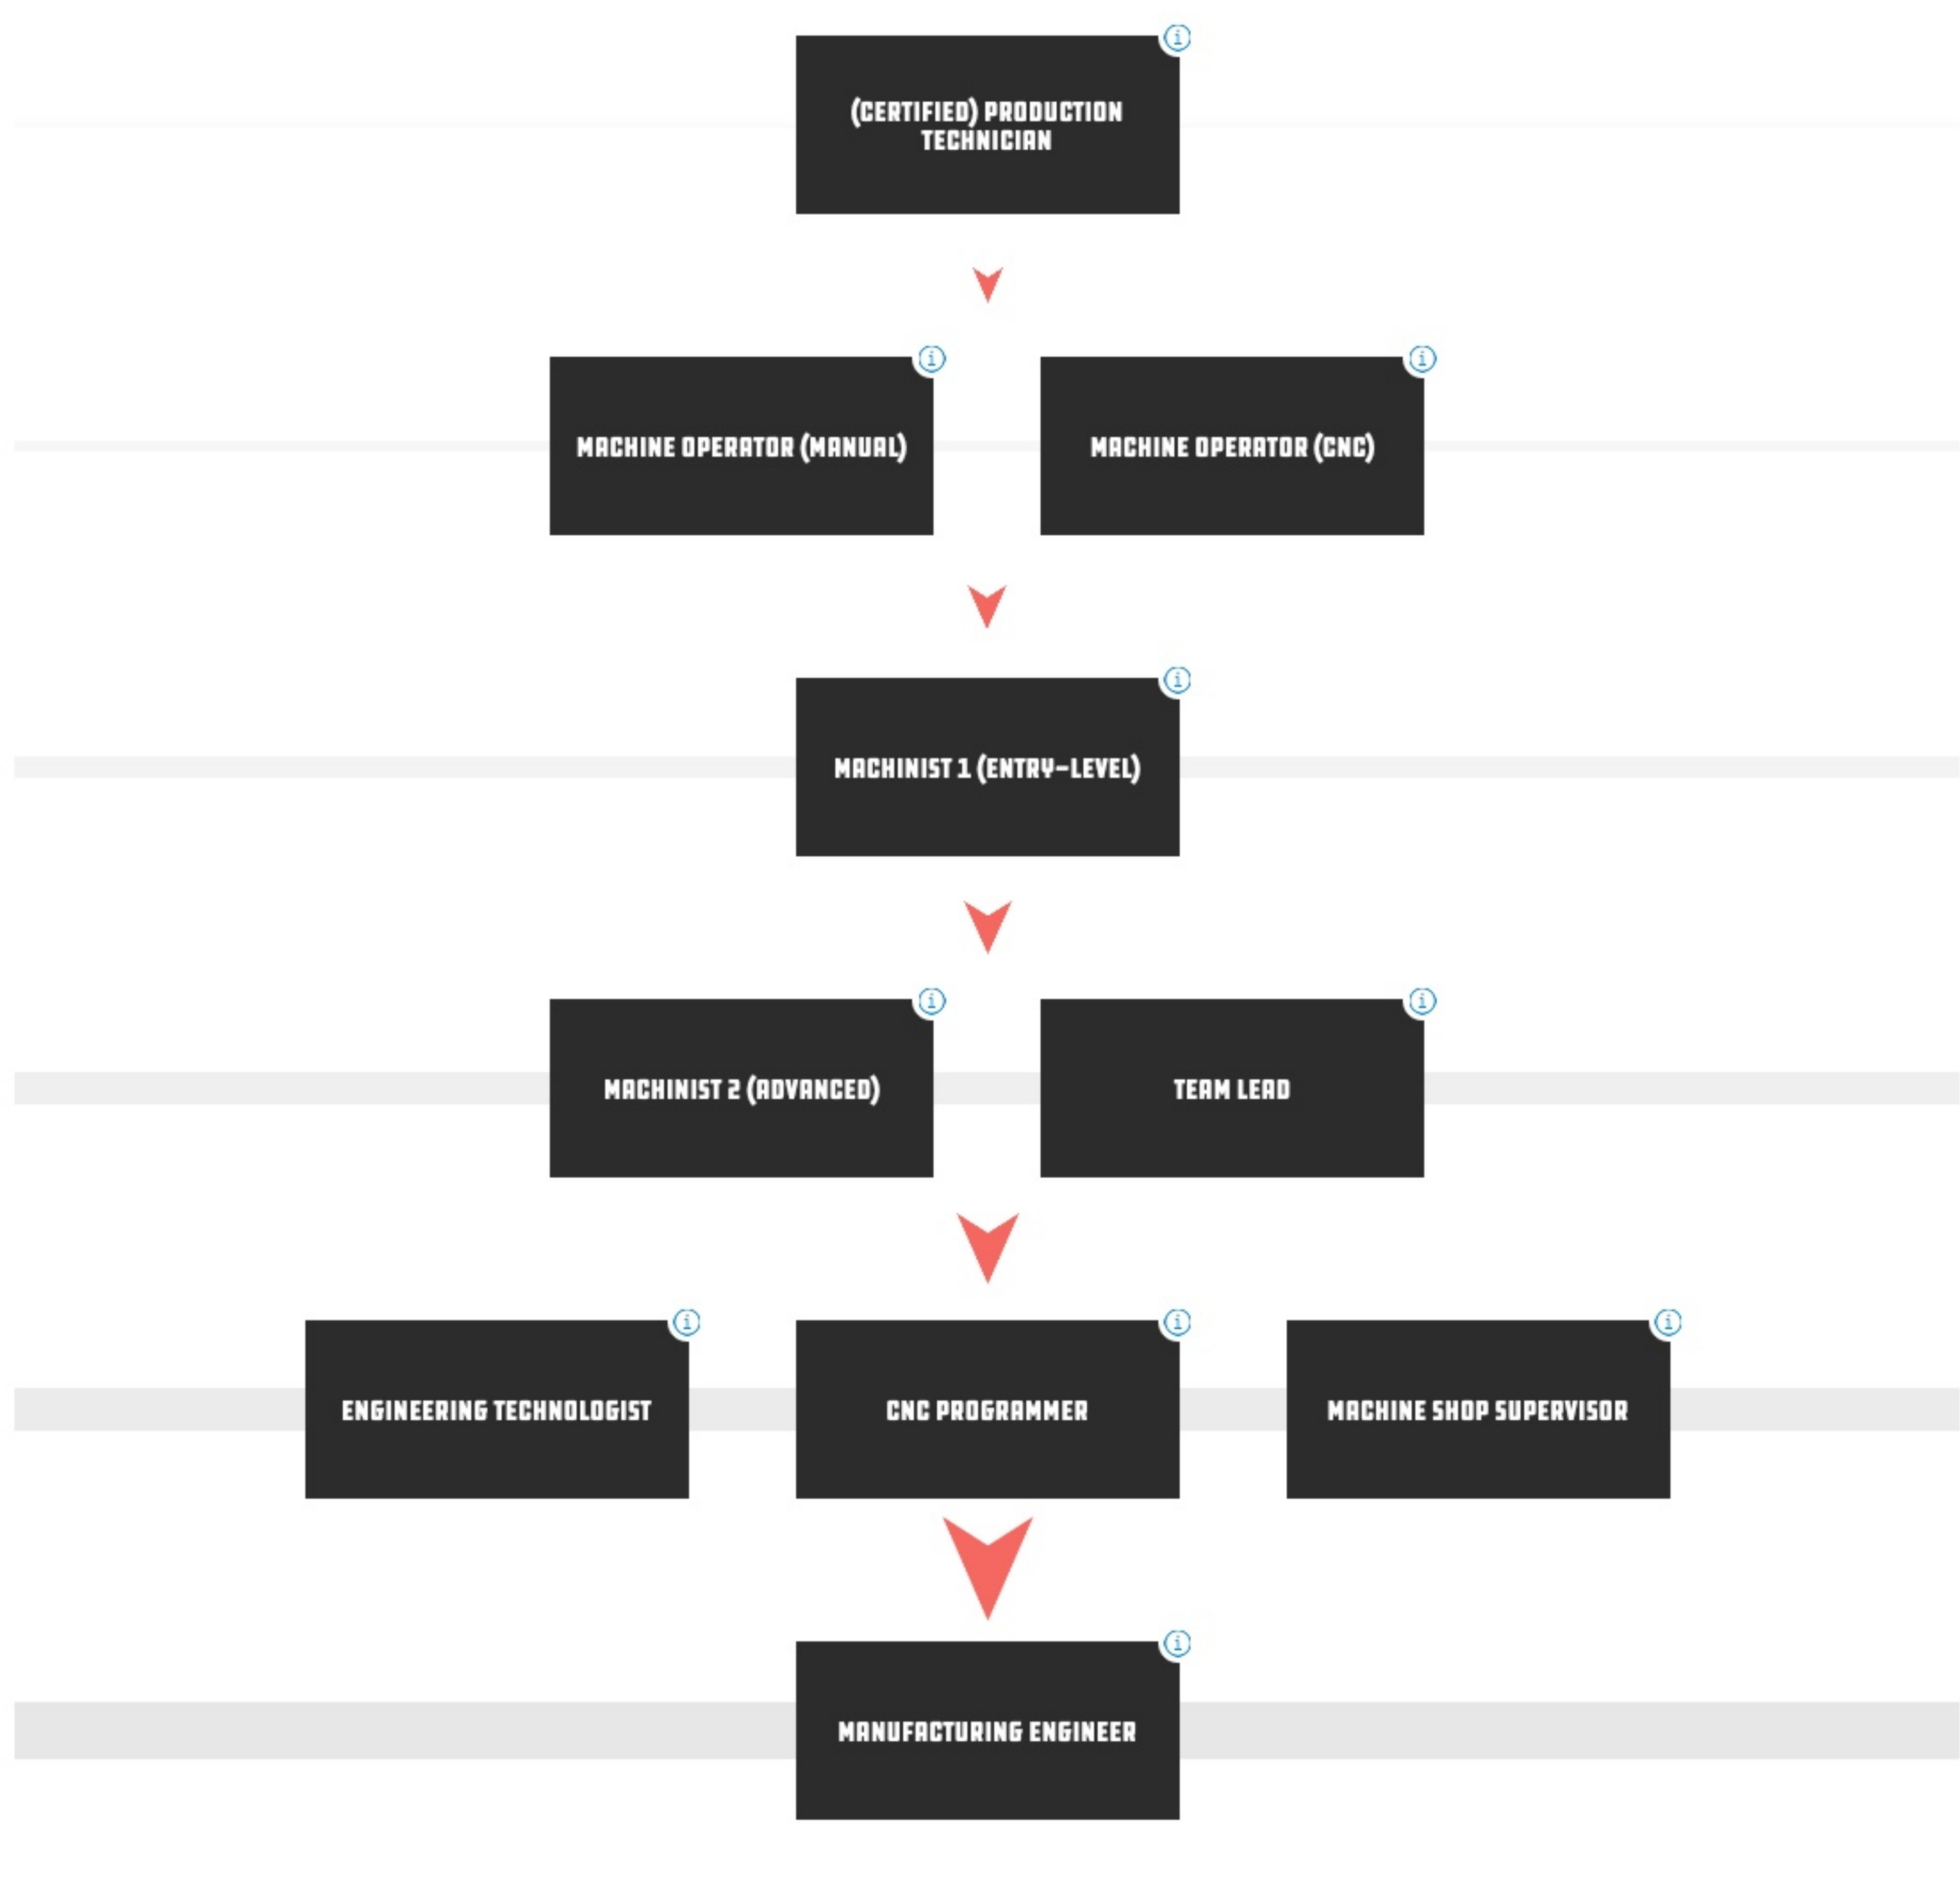 (CERTIFIED) PRODUCTION
TECHNICIAN
MACHINE OPERATOR (MANUAL)
MACHINE OPERATOR (CNC)
MACHINIST 1 (ENTRY-LEVEL)
MACHINIST 2 (ADVANCED)
TEAM LEAD
ENGINEERING TECHNOLOGIST
CNC PROGRAMMER
MACHINE SHOP SUPERVISOR
MANUFACTURING ENGINEER